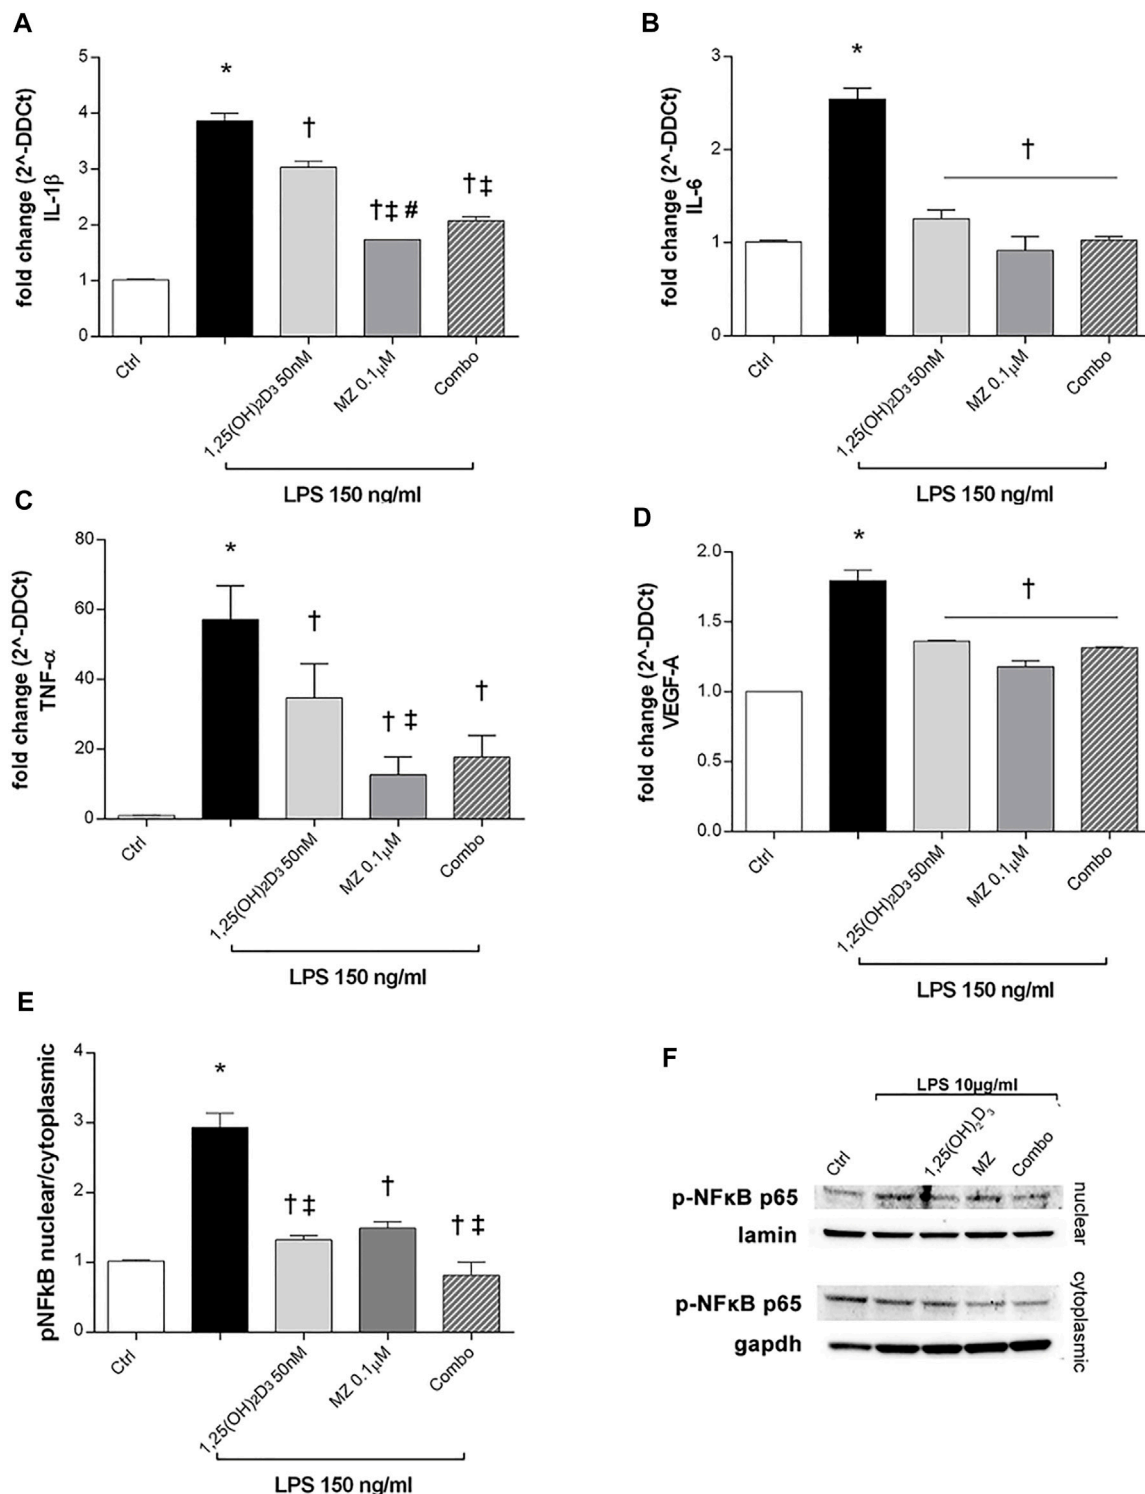 A
fold change (2^-DDCt)
IL-1β
5
4
3
2
1
0
*
†
†‡ #
†‡
Ctrl
1,25(OH)₂D₃ 50nM
MZ 0.1µM
Combo
LPS 150 ng/ml
B
fold change (2^-DDCt)
IL-6
3
2
1
0
*
†
Ctrl
1,25(OH)₂D₃ 50nM
MZ 0.1µM
Combo
LPS 150 ng/ml
C
fold change (2^-DDCt)
TNF-α
80
60
40
20
0
*
†
† ‡
†
Ctrl
1,25(OH)₂D₃ 50nM
MZ 0.1µM
Combo
LPS 150 ng/ml
D
fold change (2^-DDCt)
VEGF-A
2.0
1.5
1.0
0.5
0.0
*
†
Ctrl
1,25(OH)₂D₃ 50nM
MZ 0.1µM
Combo
LPS 150 ng/ml
E
pNFkB nuclear/cytoplasmic
4
3
2
1
0
*
† ‡
†
† ‡
Ctrl
1,25(OH)₂D₃ 50nM
MZ 0.1µM
Combo
LPS 150 ng/ml
F
LPS 10µg/ml
Ctrl
1,25(OH)₂D₃
MZ
Combo
p-NFκB p65
lamin
nuclear
p-NFκB p65
gapdh
cytoplasmic